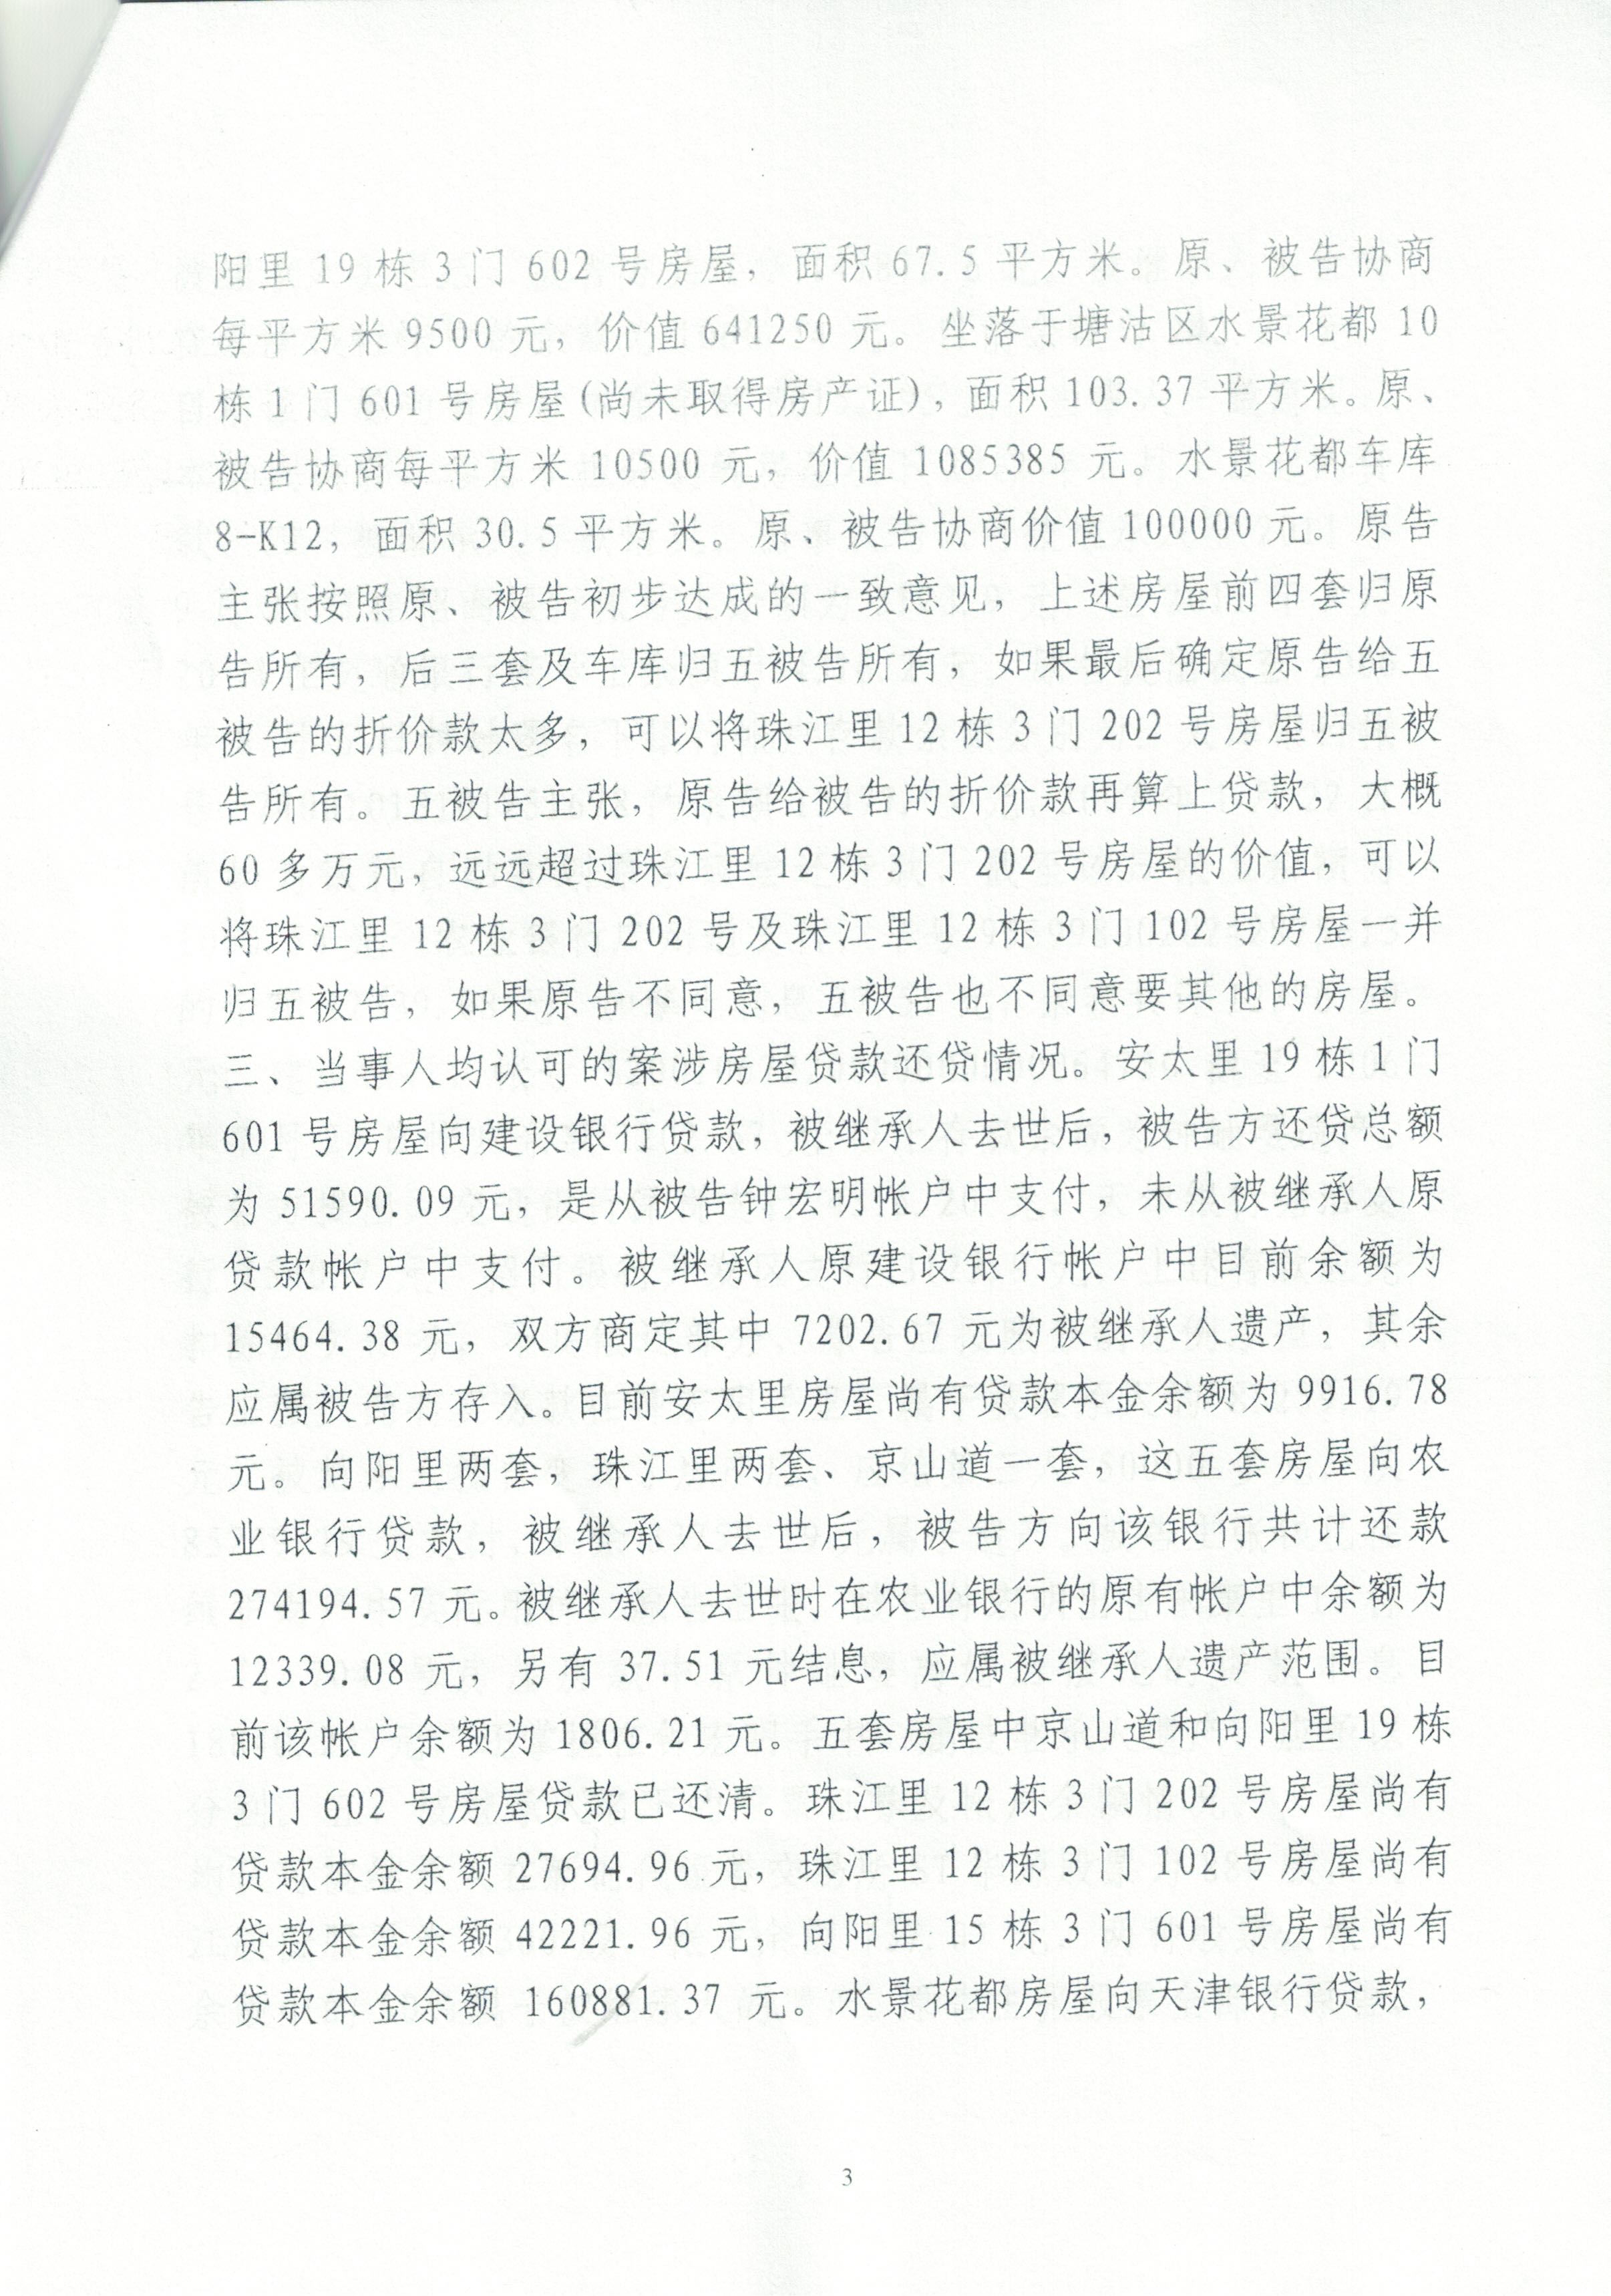 阳里 19 栋 3 门 602 号房屋，面积 67.5 平方米。原、被告协商
每平方米 9500 元，价值 641250 元。坐落于塘沽区水景花都 10
栋 1 门 601 号房屋(尚未取得房产证)，面积 103.37 平方米。原、
被告协商每平方米 10500 元，价值 1085385 元。水景花都车库
8-K12，面积 30.5 平方米。原、被告协商价值 100000 元。原告
主张按照原、被告初步达成的一致意见，上述房屋前四套归原
告所有，后三套及车库归五被告所有，如果最后确定原告给五
被告的折价款太多，可以将珠江里 12 栋 3 门 202 号房屋归五被
告所有。五被告主张，原告给被告的折价款再算上贷款，大概
60 多万元，远远超过珠江里 12 栋 3 门 202 号房屋的价值，可以
将珠江里 12 栋 3 门 202 号及珠江里 12 栋 3 门 102 号房屋一并
归五被告，如果原告不同意，五被告也不同意要其他的房屋。
三、当事人均认可的案涉房屋贷款还贷情况。安太里 19 栋 1 门
601 号房屋向建设银行贷款，被继承人去世后，被告方还贷总额
为 51590.09 元，是从被告钟宏明帐户中支付，未从被继承人原
贷款帐户中支付。被继承人原建设银行帐户中目前余额为
15464.38 元，双方商定其中 7202.67 元为被继承人遗产，其余
应属被告方存入。目前安太里房屋尚有贷款本金余额为 9916.78
元。向阳里两套，珠江里两套、京山道一套，这五套房屋向农
业银行贷款，被继承人去世后，被告方向该银行共计还款
274194.57 元。被继承人去世时在农业银行的原有帐户中余额为
12339.08 元，另有 37.51 元结息，应属被继承人遗产范围。目
前该帐户余额为 1806.21 元。五套房屋中京山道和向阳里 19 栋
3 门 602 号房屋贷款已还清。珠江里 12 栋 3 门 202 号房屋尚有
贷款本金余额 27694.96 元，珠江里 12 栋 3 门 102 号房屋尚有
贷款本金余额 42221.96 元，向阳里 15 栋 3 门 601 号房屋尚有
贷款本金余额 160881.37 元。水景花都房屋向天津银行贷款，
3